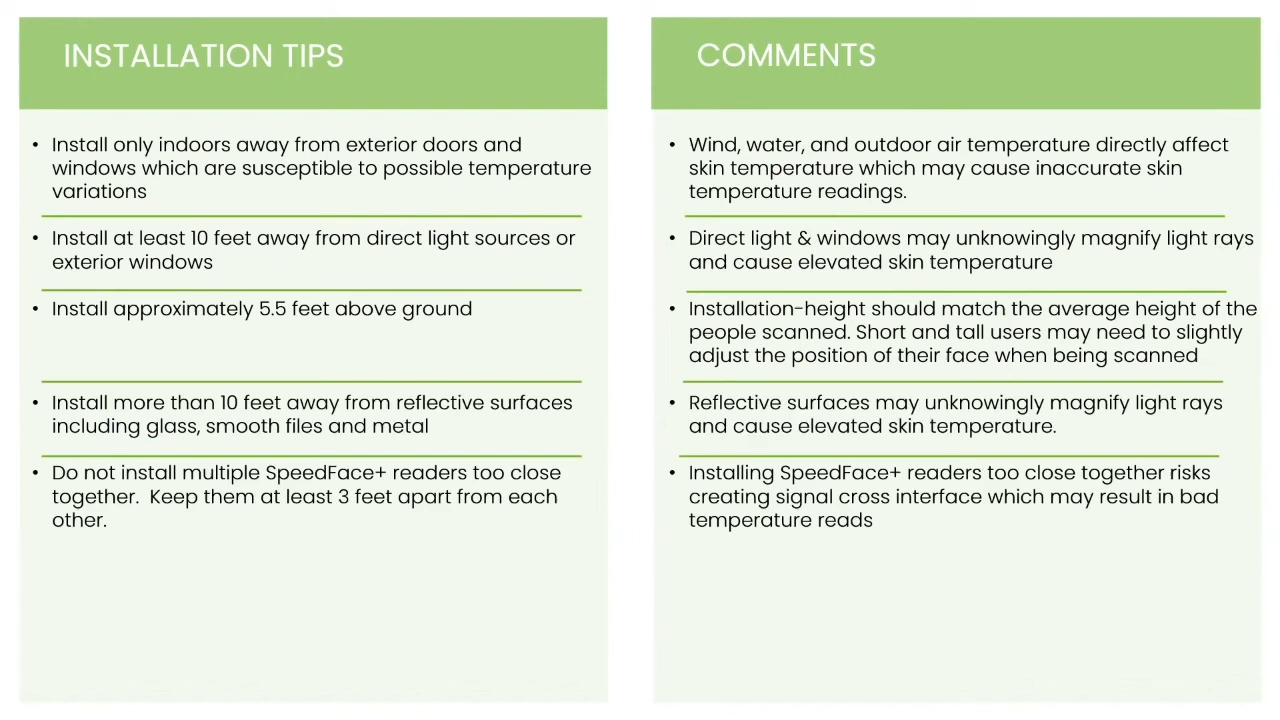 INSTALLATION TIPS
• Install only indoors away from exterior doors and
windows which are susceptible to possible temperature
variations
• Install at least 10 feet away from direct light sources or
exterior windows
• Install approximately 5.5 feet above ground
• Install more than 10 feet away from reflective surfaces
including glass, smooth files and metal
• Do not install multiple SpeedFace+ readers too close
together.  Keep them at least 3 feet apart from each
other.
COMMENTS
• Wind, water, and outdoor air temperature directly affect
skin temperature which may cause inaccurate skin
temperature readings.
• Direct light & windows may unknowingly magnify light rays
and cause elevated skin temperature
• Installation-height should match the average height of the
people scanned. Short and tall users may need to slightly
adjust the position of their face when being scanned
• Reflective surfaces may unknowingly magnify light rays
and cause elevated skin temperature.
• Installing SpeedFace+ readers too close together risks
creating signal cross interface which may result in bad
temperature reads